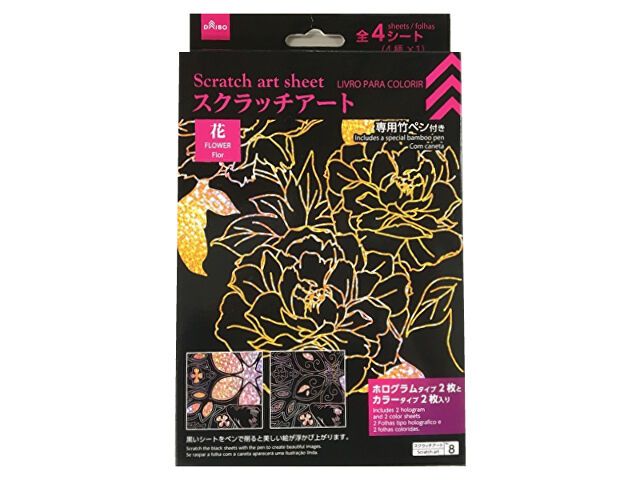 DAISO
全4シート
sheets / folhas
(4柄×1)
Scratch art sheet
LIVRO PARA COLORIR
スクラッチアート
花
FLOWER
Flor
専用竹ペン付き
Includes a special bamboo pen
Com caneta
ホログラムタイプ2枚と
カラータイプ2枚入り
Includes 2 hologram
and 2 color sheets
2 Folhas tipo holografico e
2 folhas coloridas.
黒いシートをペンで削ると美しい絵が浮かび上がります。
Scratch the black sheets with the pen to create beautiful images.
Se raspar a folha com a caneta aparecerá uma ilustração linda.
スクラッチアート
Scratch art
8